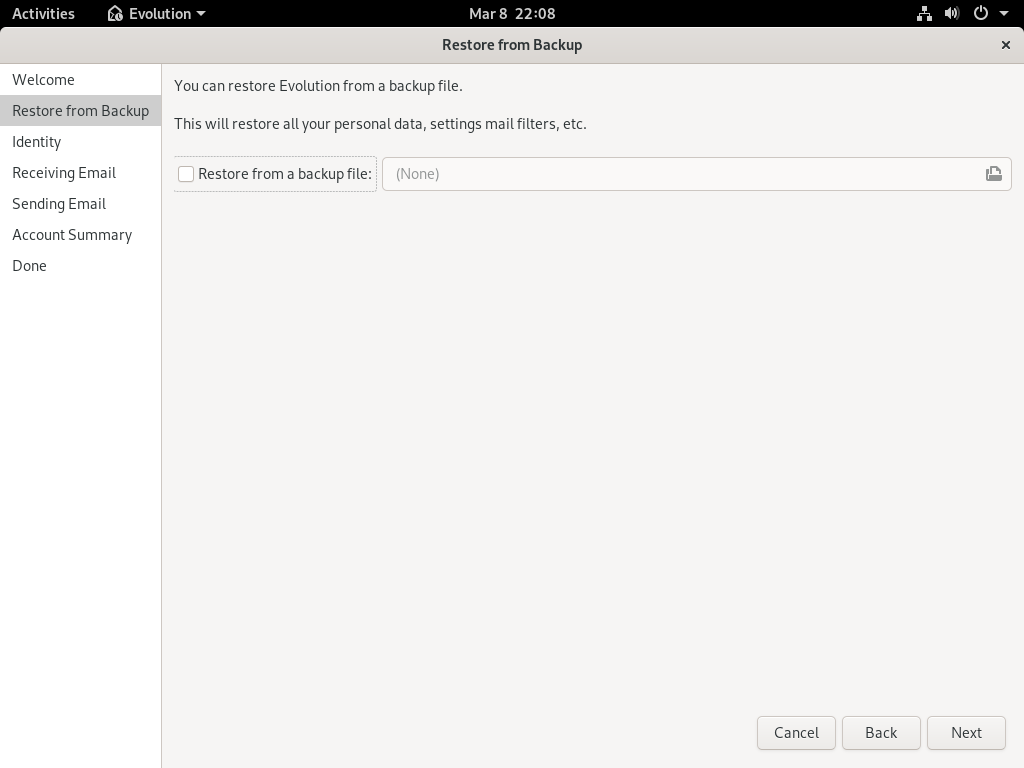 Activities
Evolution
Mar 8 22:08
Restore from Backup
Welcome
Restore from Backup
Identity
Receiving Email
Sending Email
Account Summary
Done
You can restore Evolution from a backup file.
This will restore all your personal data, settings mail filters, etc.
Restore from a backup file:
(None)
Cancel
Back
Next